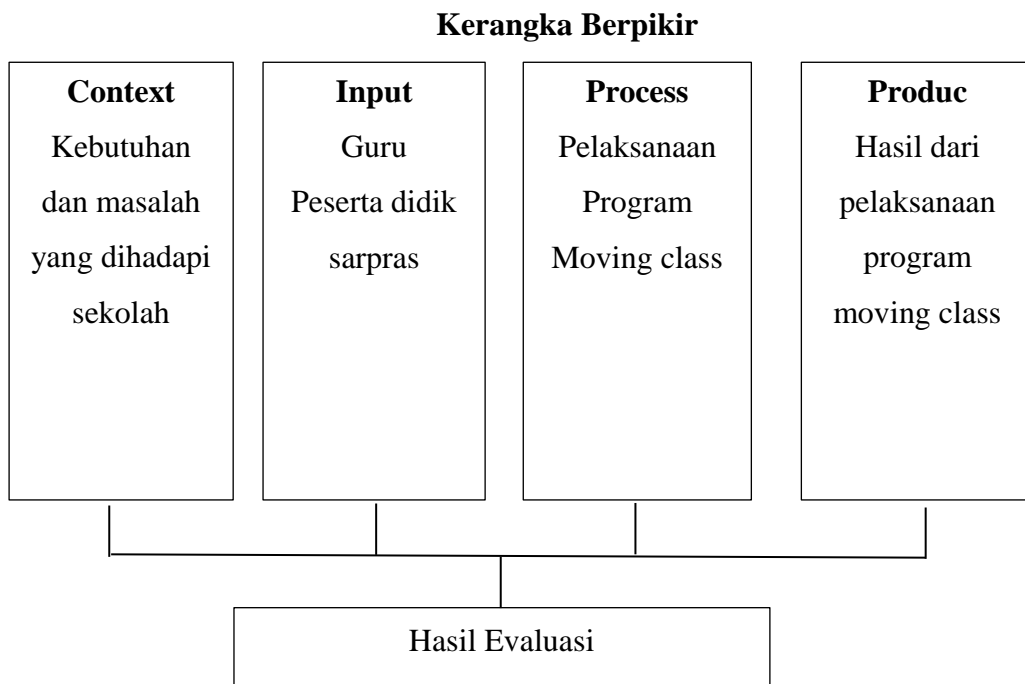 Kerangka Berpikir
Context
Kebutuhan
dan masalah
yang dihadapi
sekolah
Input
Guru
Peserta didik
sarpras
Process
Pelaksanaan
Program
Moving class
Produc
Hasil dari
pelaksanaan
program
moving class
Hasil Evaluasi